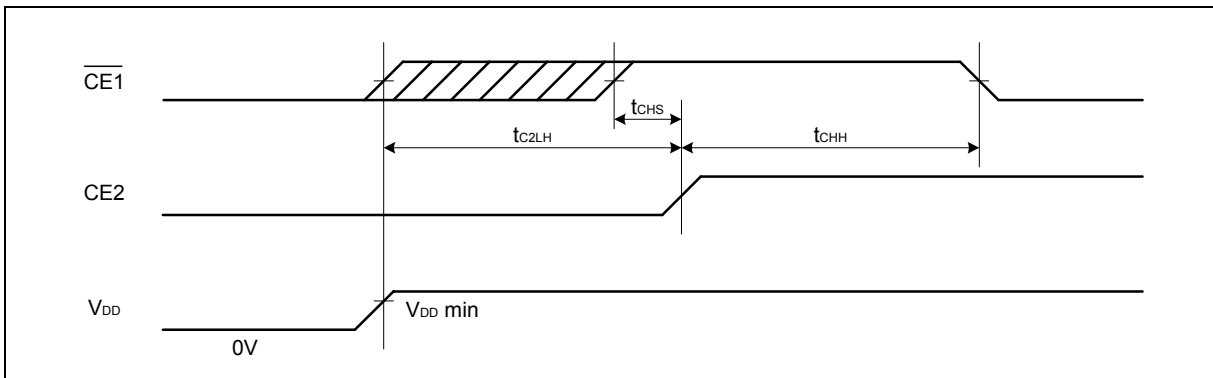 CE1
tCHS
tC2LH
tCHH
CE2
VDD
VDD min
0V